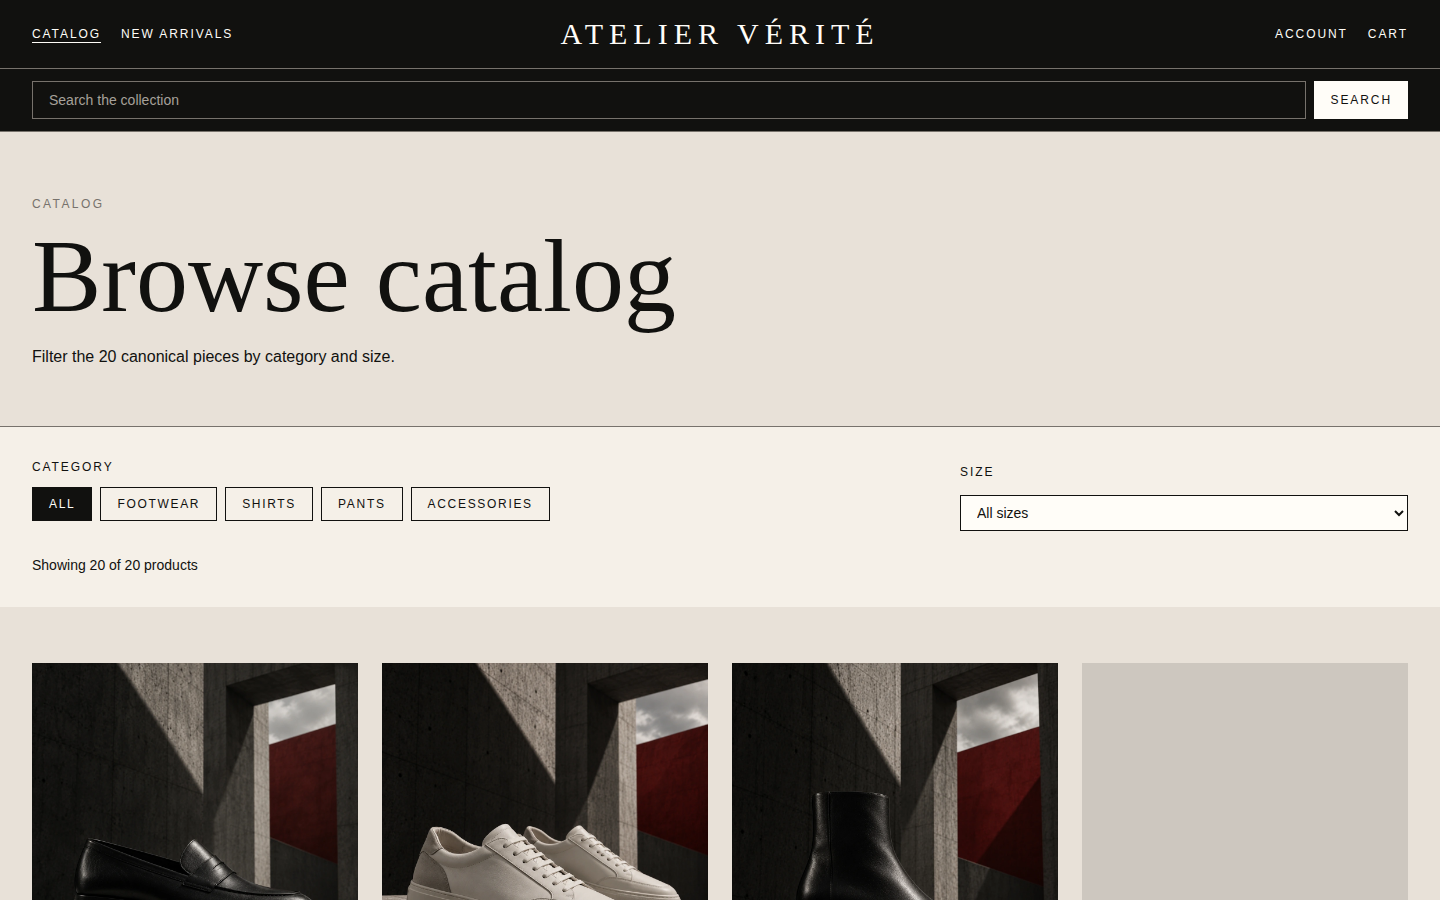 CATALOG NEW ARRIVALS ATELIER VÉRITÉ ACCOUNT CART
Search the collection SEARCH
CATALOG
Browse catalog
Filter the 20 canonical pieces by category and size.
CATEGORY
ALL FOOTWEAR SHIRTS PANTS ACCESSORIES
SIZE
All sizes
Showing 20 of 20 products